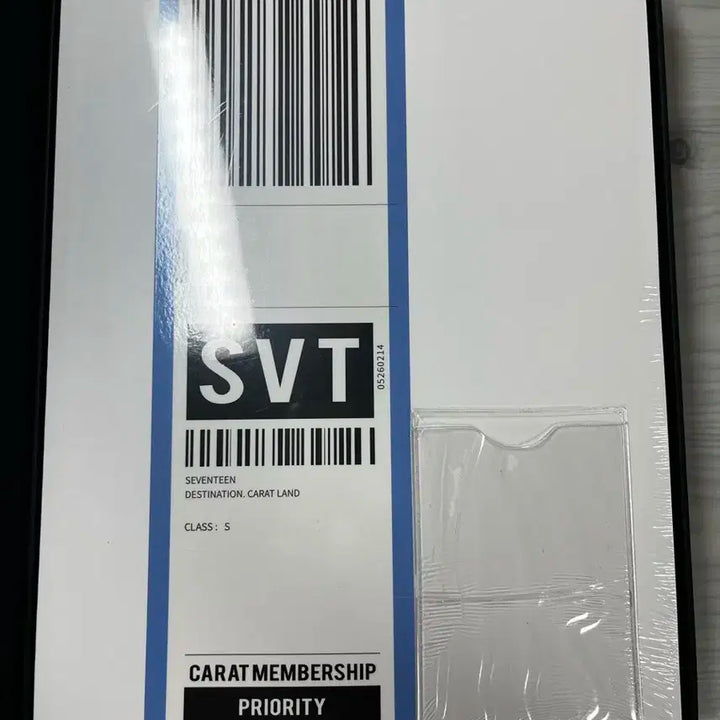 SVT
05260214
SEVENTEEN
DESTINATION. CARAT LAND
CLASS : S
CARAT MEMBERSHIP
PRIORITY